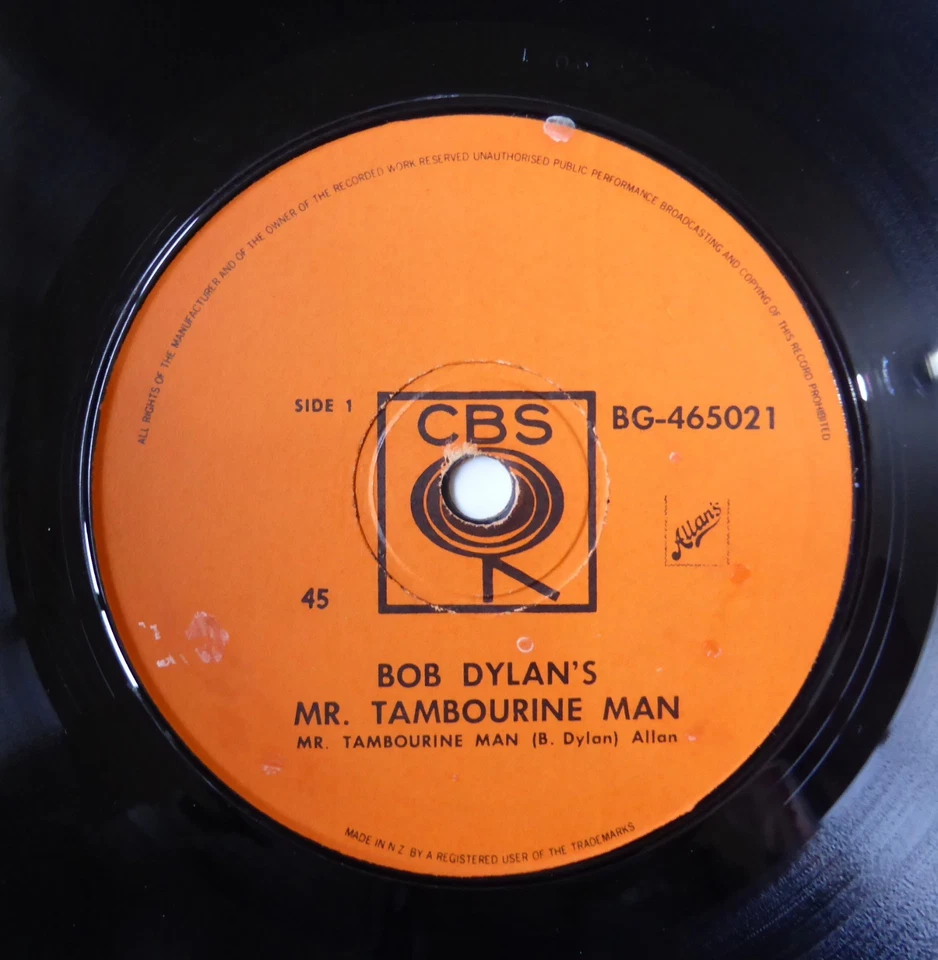 ALL RIGHTS OF THE MANUFACTURER AND OF THE OWNER OF THE RECORDED WORK RESERVED UNAUTHORISED PUBLIC PERFORMANCE BROADCASTING AND COPYING OF THIS RECORD PROHIBITED
SIDE 1
CBS
BG-465021
Allan's
45
BOB DYLAN'S
MR. TAMBOURINE MAN
MR. TAMBOURINE MAN (B. Dylan) Allan
MADE IN N Z BY A REGISTERED USER OF THE TRADEMARKS